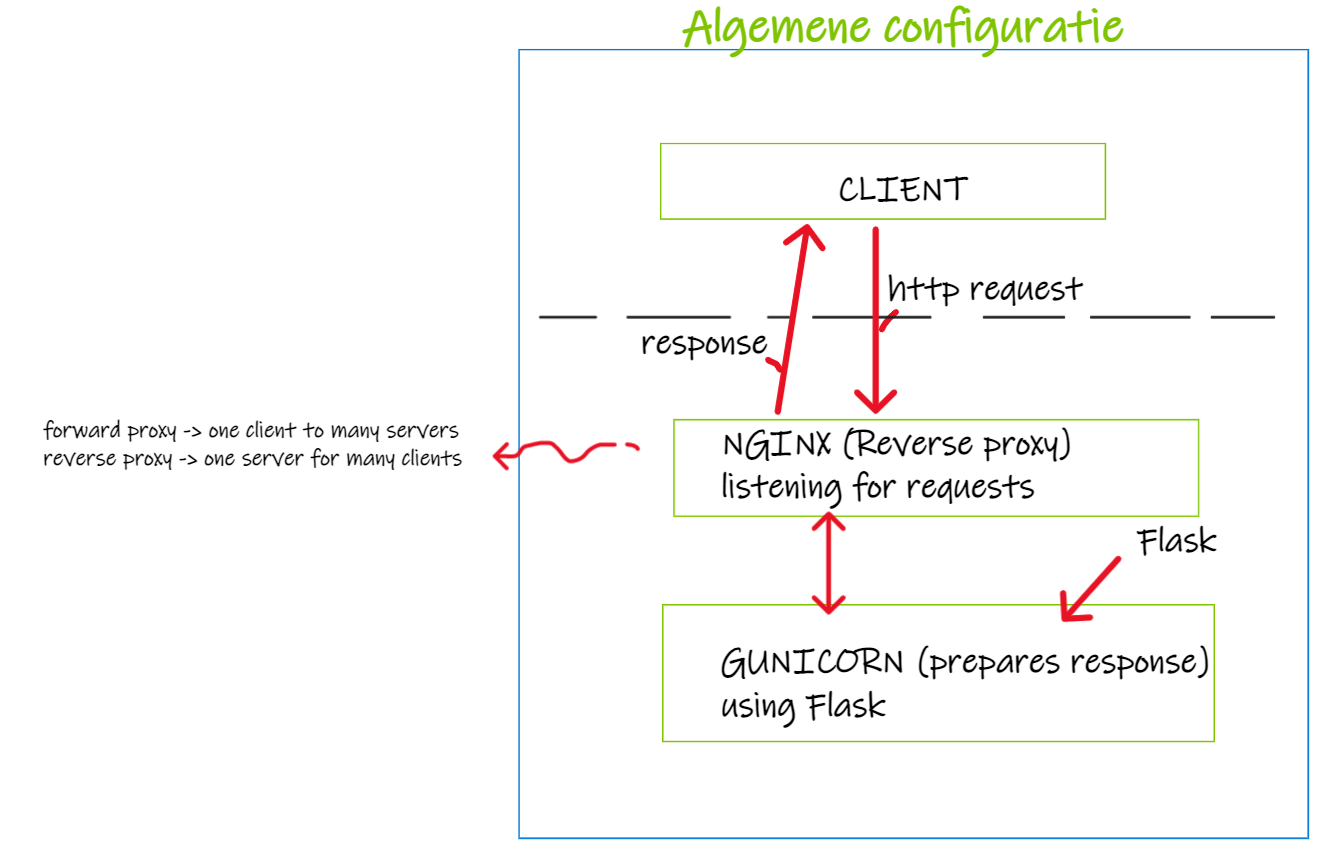 Algemene configuratie
CLIENT
http request
response
forward proxy -> one client to many servers
reverse proxy -> one server for many clients
NGINX (Reverse proxy)
listening for requests
Flask
GUNICORN (prepares response)
using Flask